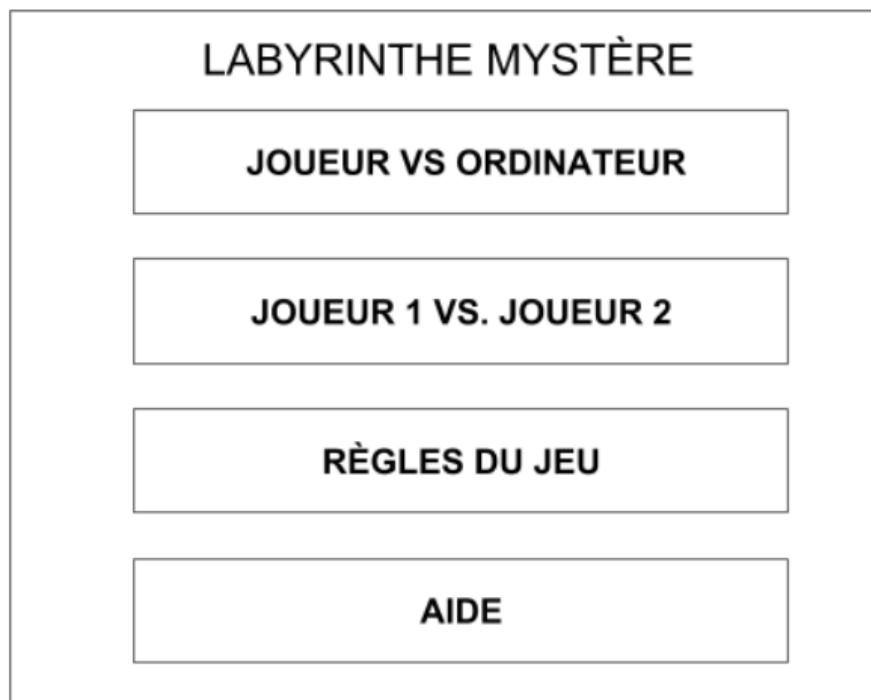 LABYRINTHE MYSTÈRE
JOUEUR VS ORDINATEUR
JOUEUR 1 VS. JOUEUR 2
RÈGLES DU JEU
AIDE